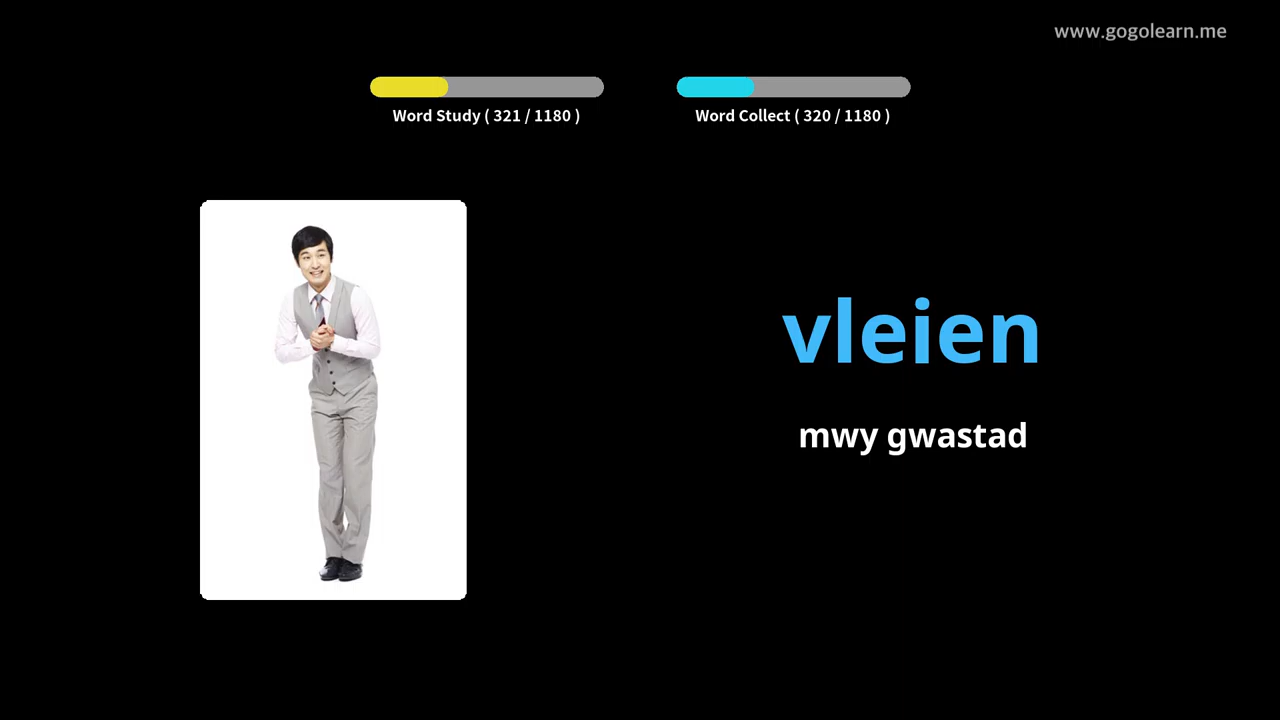 www.gogolearn.me
Word Study ( 321 / 1180 )
Word Collect ( 320 / 1180 )
vleien
mwy gwastad